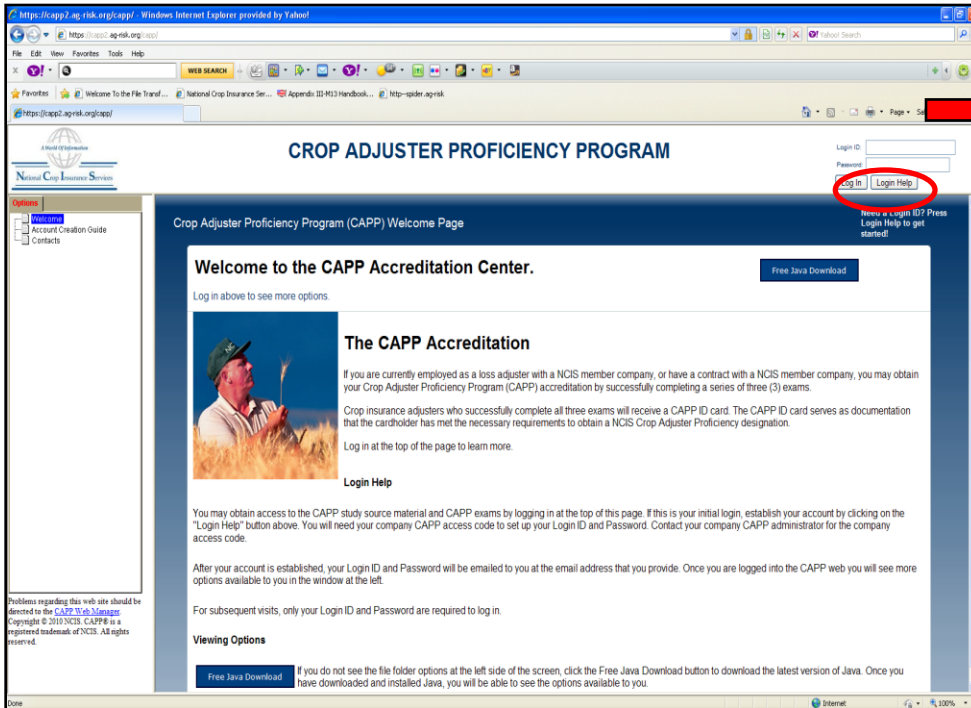 https://capp2.ag-risk.org/capp/ - Windows Internet Explorer provided by Yahoo!
https://capp2.ag-risk.org/capp/
Yahoo! Search
File Edit View Favorites Tools Help
WEB SEARCH
Favorites Welcome To the File Transf... National Crop Insurance Ser... Appendix III-M13 Handbook... http--spider.ag-risk
https://capp2.ag-risk.org/capp/
Page
A World Of Information
National Crop Insurance Services
CROP ADJUSTER PROFICIENCY PROGRAM
Login ID:
Password:
Log In Login Help
Need a Login ID? Press
Login Help to get
started!
Options
Welcome
Account Creation Guide
Contacts
Crop Adjuster Proficiency Program (CAPP) Welcome Page
Welcome to the CAPP Accreditation Center.
Free Java Download
Log in above to see more options.
NC
The CAPP Accreditation
If you are currently employed as a loss adjuster with a NCIS member company, or have a contract with a NCIS member company, you may obtain
your Crop Adjuster Proficiency Program (CAPP) accreditation by successfully completing a series of three (3) exams.
Crop insurance adjusters who successfully complete all three exams will receive a CAPP ID card. The CAPP ID card serves as documentation
that the cardholder has met the necessary requirements to obtain a NCIS Crop Adjuster Proficiency designation.
Log in at the top of the page to learn more.
Login Help
You may obtain access to the CAPP study source material and CAPP exams by logging in at the top of this page. If this is your initial login, establish your account by clicking on the
"Login Help" button above. You will need your company CAPP access code to set up your Login ID and Password. Contact your company CAPP administrator for the company
access code.
After your account is established, your Login ID and Password will be emailed to you at the email address that you provide. Once you are logged into the CAPP web you will see more
options available to you in the window at the left.
For subsequent visits, only your Login ID and Password are required to log in.
Viewing Options
Free Java Download
If you do not see the file folder options at the left side of the screen, click the Free Java Download button to download the latest version of Java. Once you
have downloaded and installed Java, you will be able to see the options available to you.
Problems regarding this web site should be
directed to the CAPP Web Manager.
Copyright © 2010 NCIS. CAPP® is a
registered trademark of NCIS. All rights
reserved.
Done
Internet
100%